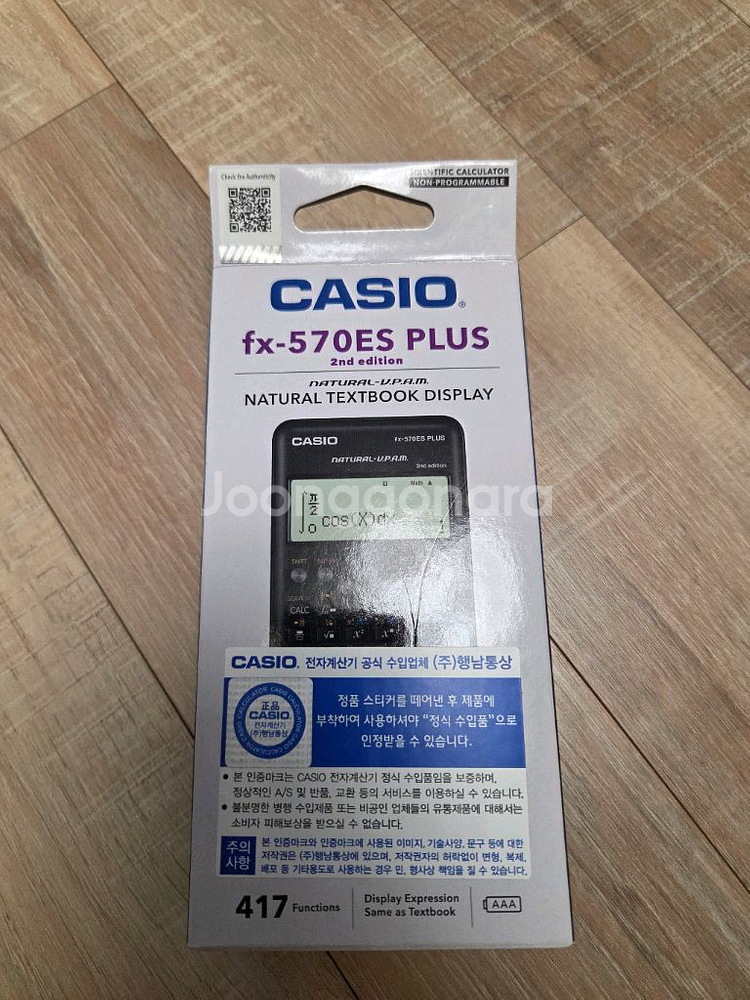 Check the Authenticity
SCIENTIFIC CALCULATOR
NON-PROGRAMMABLE
CASIO®
fx-570ES PLUS
2nd edition
NATURAL-V.P.A.M.
NATURAL TEXTBOOK DISPLAY
CASIO
fx-570ES PLUS
NATURAL-V.P.A.M.
2nd edition
Joonggonara
π
2
∫ cos(X)dx
0
SHIFT
CALC
CASIO® 전자계산기 공식 수입업체 (주)행남통상
正品
CASIO
전자계산기
(주)행남통상
정품 스티커를 떼어낸 후 제품에
부착하여 사용하셔야 "정식 수입품"으로
인정받을 수 있습니다.
• 본 인증마크는 CASIO 전자계산기 정식 수입품임을 보증하며,
정상적인 A/S 및 반품, 교환 등의 서비스를 이용하실 수 있습니다.
• 불분명한 병행 수입제품 또는 비공인 업체들의 유통제품에 대해서는
소비자 피해보상을 받으실 수 없습니다.
주의
사항
본 인증마크와 인증마크에 사용된 이미지, 기술사양, 문구 등에 대한
저작권은 (주)행남통상에 있으며, 저작권자의 허락없이 변형, 복제,
배포 등 기타용도로 사용하는 경우 민, 형사상 책임을 질 수 있습니다.
417 Functions
Display Expression
Same as Textbook
AAA